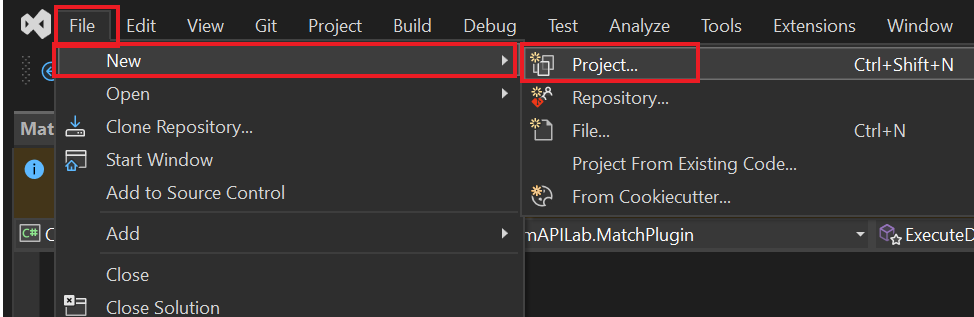 File Edit View Git Project Build Debug Test Analyze Tools Extensions Window
New Project... Ctrl+Shift+N
Open Repository...
Mat Clone Repository... File... Ctrl+N
Start Window Project From Existing Code...
Add to Source Control From Cookiecutter...
C# C Add mAPILab.MatchPlugin ExecuteD
Close
Close Solution